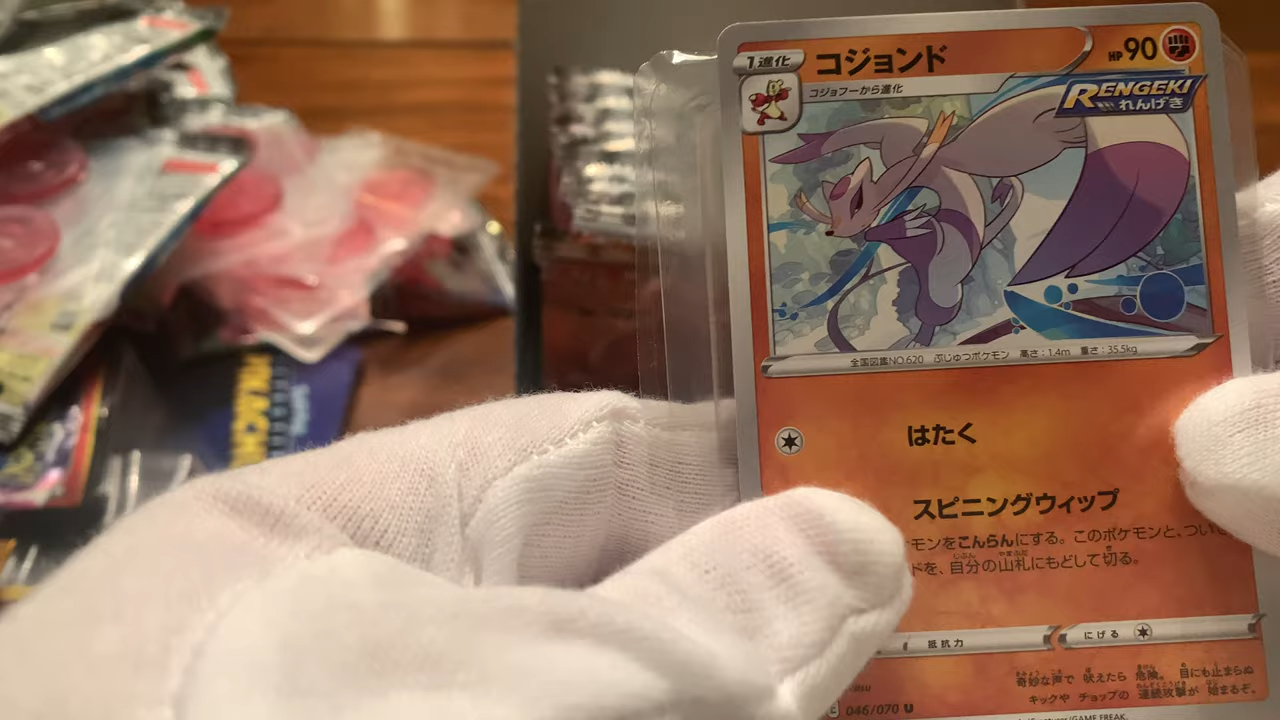 1進化
コジョンド
HP90
コジョフーから進化
RENGEKI
れんげき
全国図鑑NO.620 ぶじゅつポケモン 高さ:1.4m 重さ:35.5kg
はたく
スピニングウィップ
モンをこんらんにする。このポケモンと、つい
ドを、自分の山札にもどして切る。
抵抗力
にげる
奇妙な声で 吠えたら 危険。 目にも止まらぬ
キックや チョップの 連続攻撃が 始まるぞ。
046/070 U
GAME FREAK.